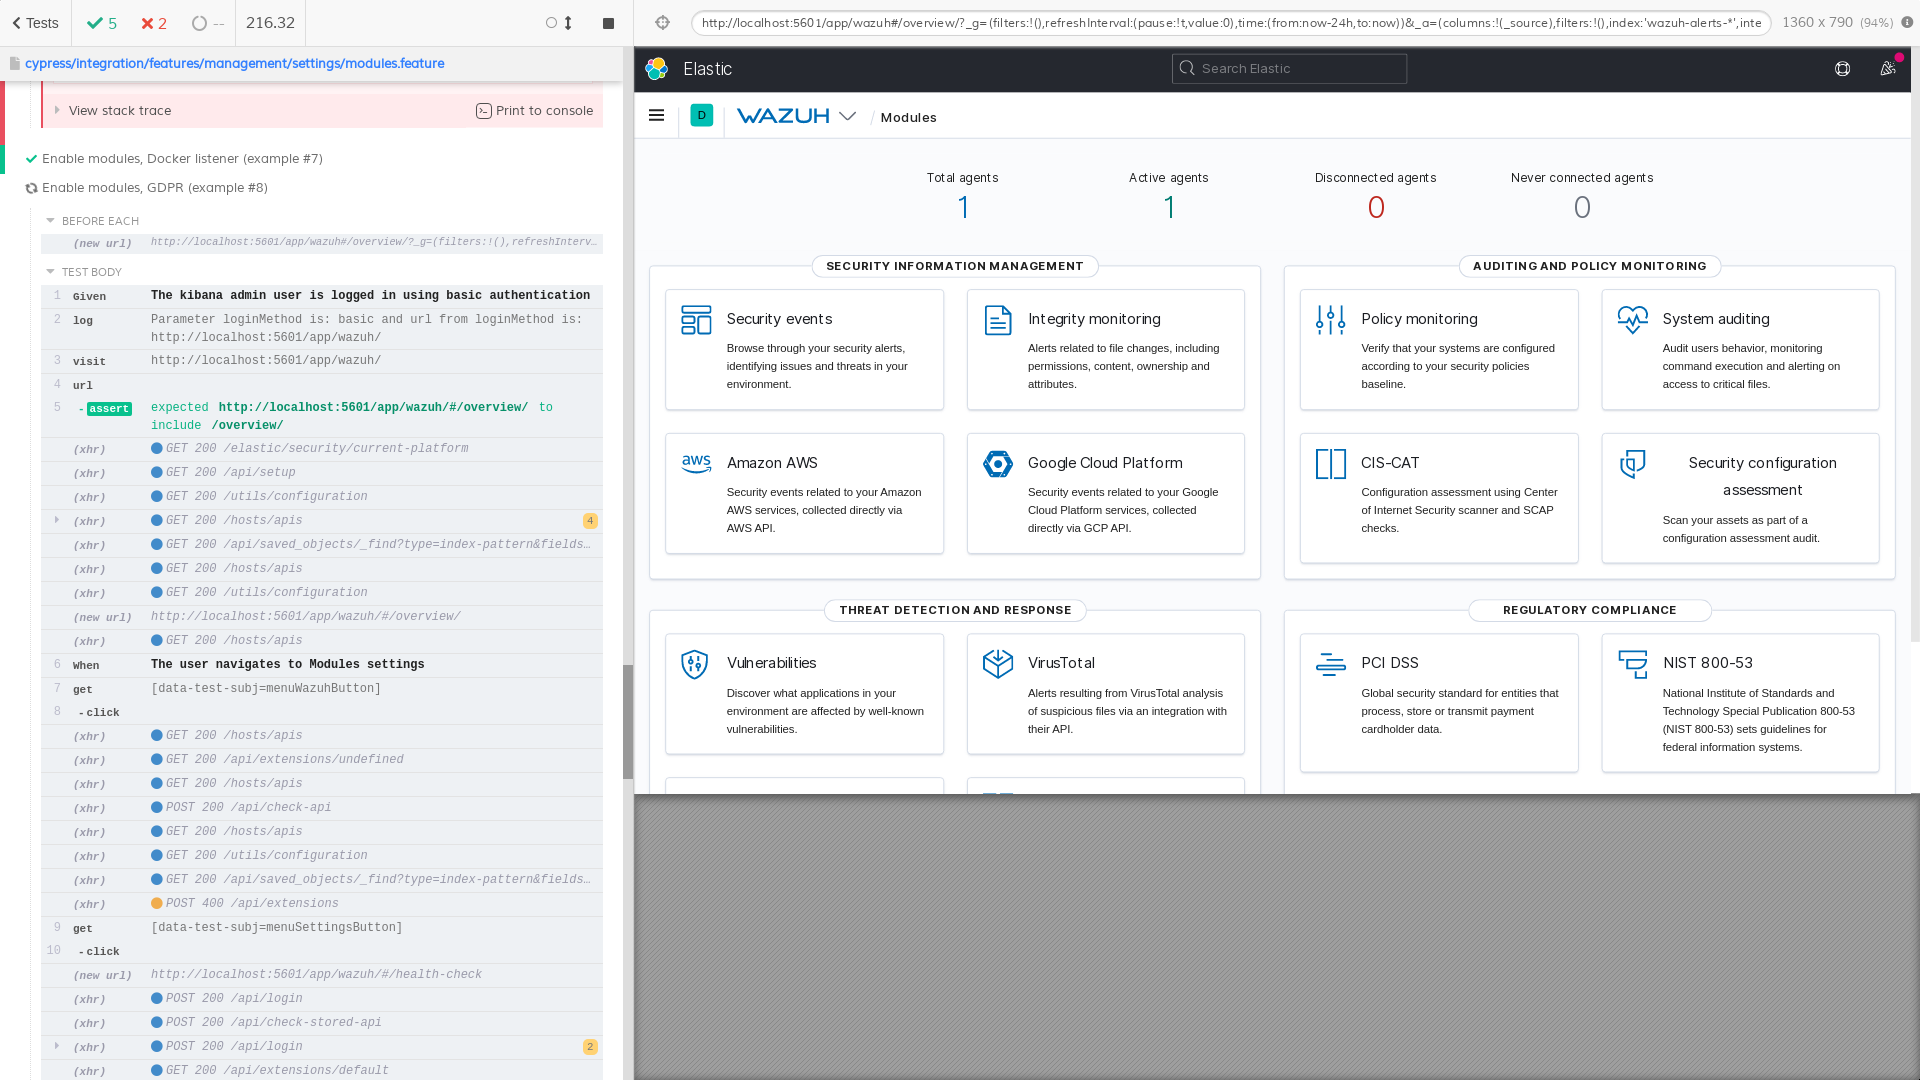 Tests
5
2
--
216.32
cypress/integration/features/management/settings/modules.feature
View stack trace
Print to console
Enable modules, Docker listener (example #7)
Enable modules, GDPR (example #8)
BEFORE EACH
(new url) http://localhost:5601/app/wazuh#/overview/?_g=(filters:!(),refreshInterv…
TEST BODY
1 Given The kibana admin user is logged in using basic authentication
2 log Parameter loginMethod is: basic and url from loginMethod is:
http://localhost:5601/app/wazuh/
3 visit http://localhost:5601/app/wazuh/
4 url
5 -assert expected http://localhost:5601/app/wazuh/#/overview/ to
include /overview/
(xhr) GET 200 /elastic/security/current-platform
(xhr) GET 200 /api/setup
(xhr) GET 200 /utils/configuration
(xhr) GET 200 /hosts/apis 4
(xhr) GET 200 /api/saved_objects/_find?type=index-pattern&fields…
(xhr) GET 200 /hosts/apis
(xhr) GET 200 /utils/configuration
(new url) http://localhost:5601/app/wazuh/#/overview/
(xhr) GET 200 /hosts/apis
6 When The user navigates to Modules settings
7 get [data-test-subj=menuWazuhButton]
8 -click
(xhr) GET 200 /hosts/apis
(xhr) GET 200 /api/extensions/undefined
(xhr) GET 200 /hosts/apis
(xhr) POST 200 /api/check-api
(xhr) GET 200 /hosts/apis
(xhr) GET 200 /utils/configuration
(xhr) GET 200 /api/saved_objects/_find?type=index-pattern&fields…
(xhr) POST 400 /api/extensions
9 get [data-test-subj=menuSettingsButton]
10 -click
(new url) http://localhost:5601/app/wazuh/#/health-check
(xhr) POST 200 /api/login
(xhr) POST 200 /api/check-stored-api
(xhr) POST 200 /api/login 2
(xhr) GET 200 /api/extensions/default
http://localhost:5601/app/wazuh#/overview/?_g=(filters:!(),refreshInterval:(pause:!t,value:0),time:(from:now-24h,to:now))&_a=(columns:!(_source),filters:!(),index:'wazuh-alerts-*',inte
1360 x 790 (94%)
Elastic
Search Elastic
D
WAZUH
/ Modules
Total agents
1
Active agents
1
Disconnected agents
0
Never connected agents
0
SECURITY INFORMATION MANAGEMENT
Security events
Browse through your security alerts,
identifying issues and threats in your
environment.
Integrity monitoring
Alerts related to file changes, including
permissions, content, ownership and
attributes.
aws
Amazon AWS
Security events related to your Amazon
AWS services, collected directly via
AWS API.
Google Cloud Platform
Security events related to your Google
Cloud Platform services, collected
directly via GCP API.
AUDITING AND POLICY MONITORING
Policy monitoring
Verify that your systems are configured
according to your security policies
baseline.
System auditing
Audit users behavior, monitoring
command execution and alerting on
access to critical files.
CIS-CAT
Configuration assessment using Center
of Internet Security scanner and SCAP
checks.
Security configuration
assessment
Scan your assets as part of a
configuration assessment audit.
THREAT DETECTION AND RESPONSE
Vulnerabilities
Discover what applications in your
environment are affected by well-known
vulnerabilities.
VirusTotal
Alerts resulting from VirusTotal analysis
of suspicious files via an integration with
their API.
REGULATORY COMPLIANCE
PCI DSS
Global security standard for entities that
process, store or transmit payment
cardholder data.
NIST 800-53
National Institute of Standards and
Technology Special Publication 800-53
(NIST 800-53) sets guidelines for
federal information systems.